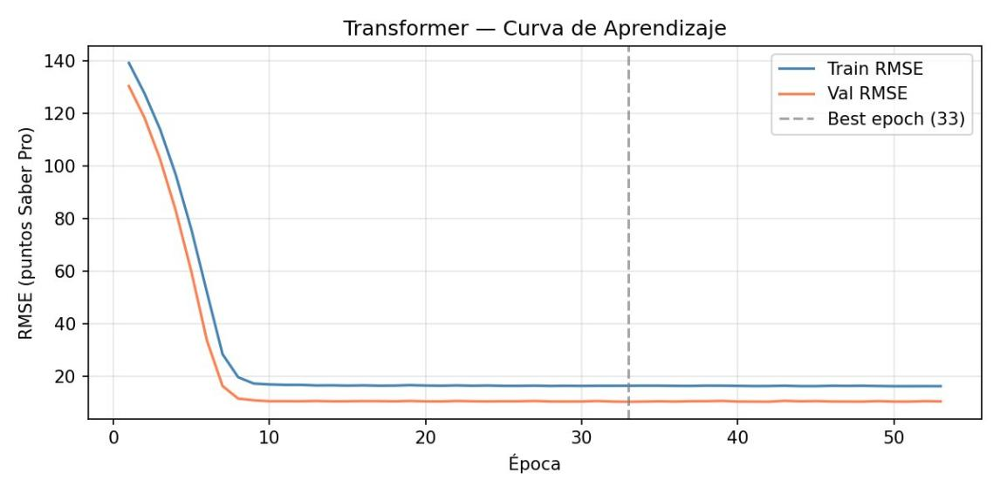 Transformer — Curva de Aprendizaje
RMSE (puntos Saber Pro)
140
120
100
80
60
40
20
Train RMSE
Val RMSE
Best epoch (33)
0 10 20 30 40 50
Época